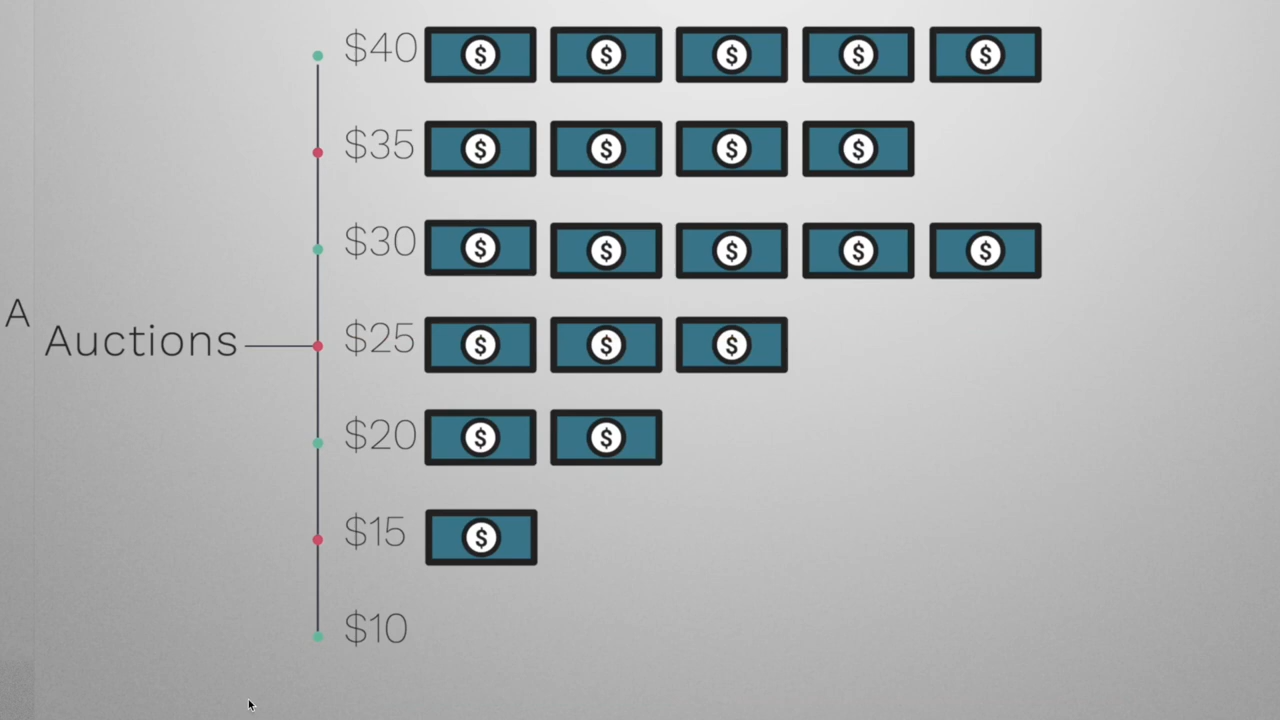 $40 $ $ $ $ $
$35 $ $ $ $
$30 $ $ $ $ $
A
Auctions
$25 $ $ $
$20 $ $
$15 $
$10